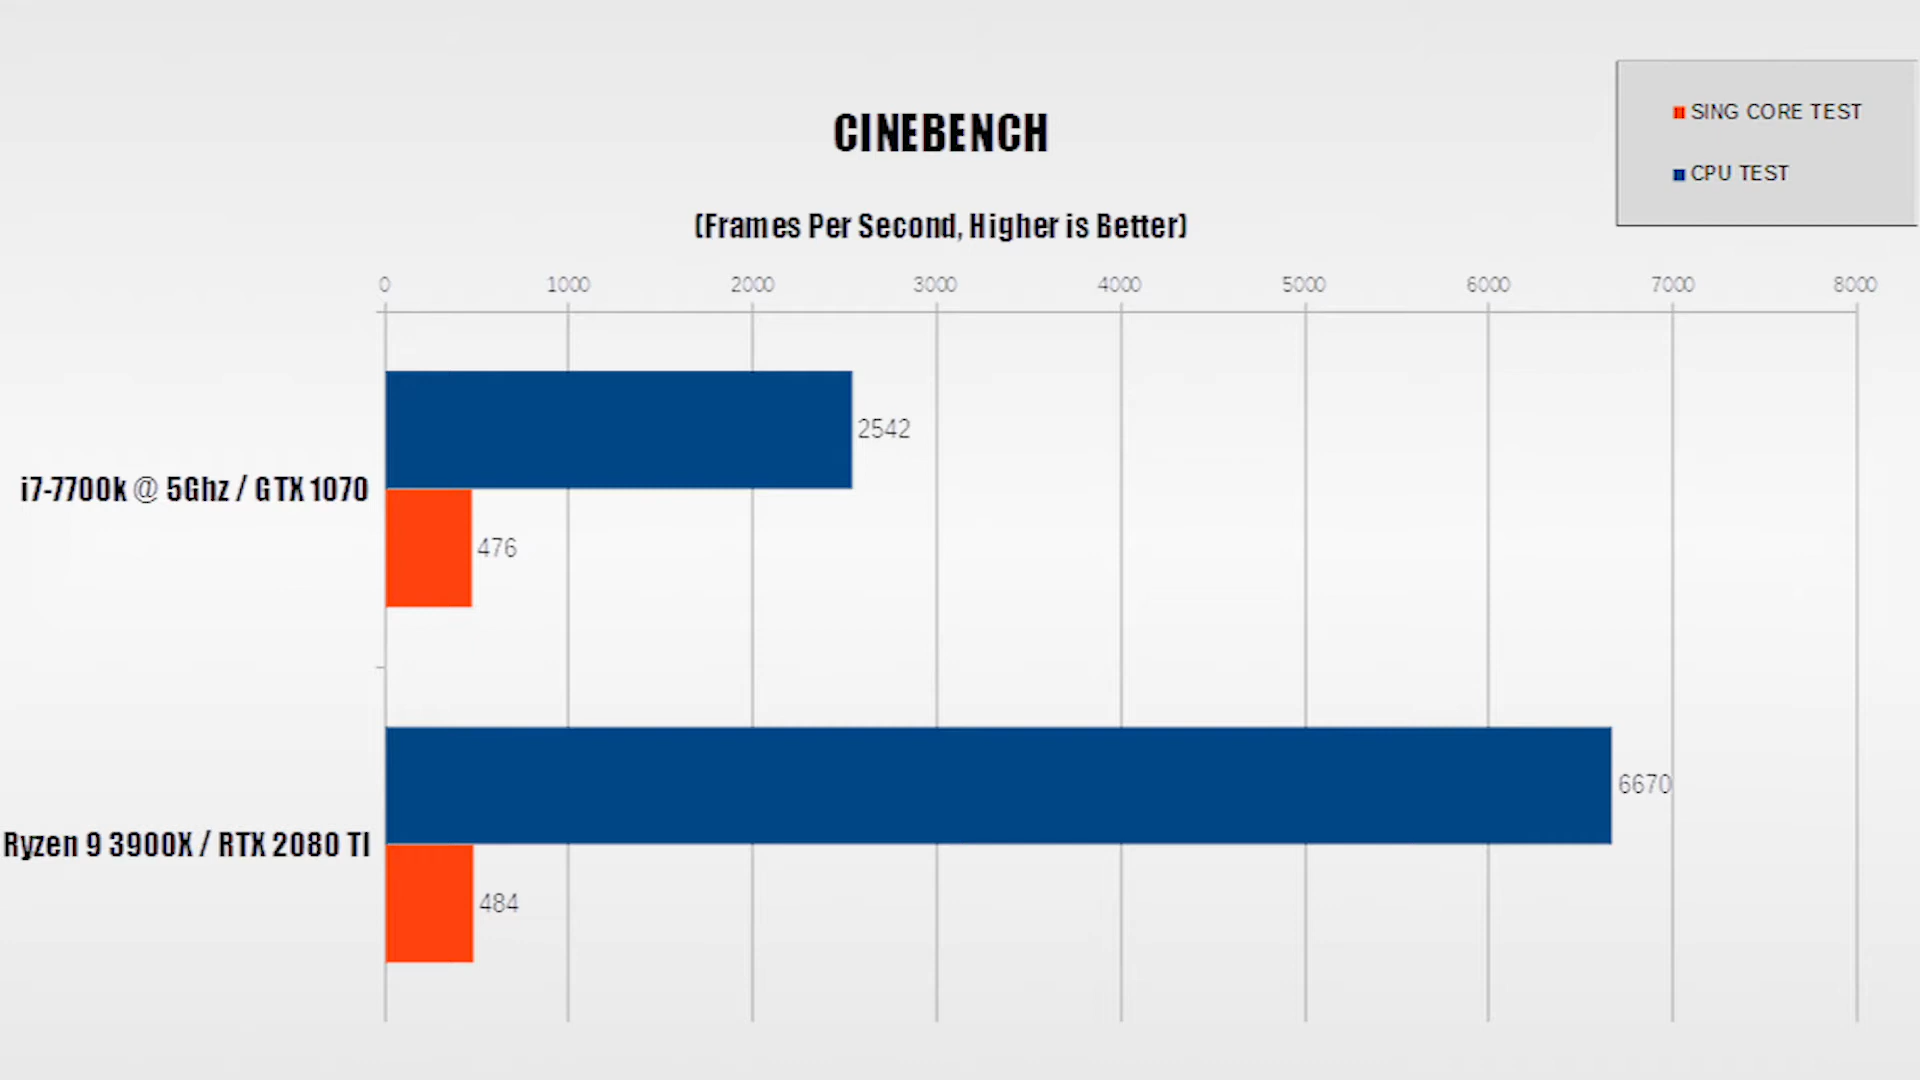 SING CORE TEST
CPU TEST
CINEBENCH
(Frames Per Second, Higher is Better)
0 1000 2000 3000 4000 5000 6000 7000 8000
2542
i7-7700k @ 5Ghz / GTX 1070
476
6670
Ryzen 9 3900X / RTX 2080 TI
484